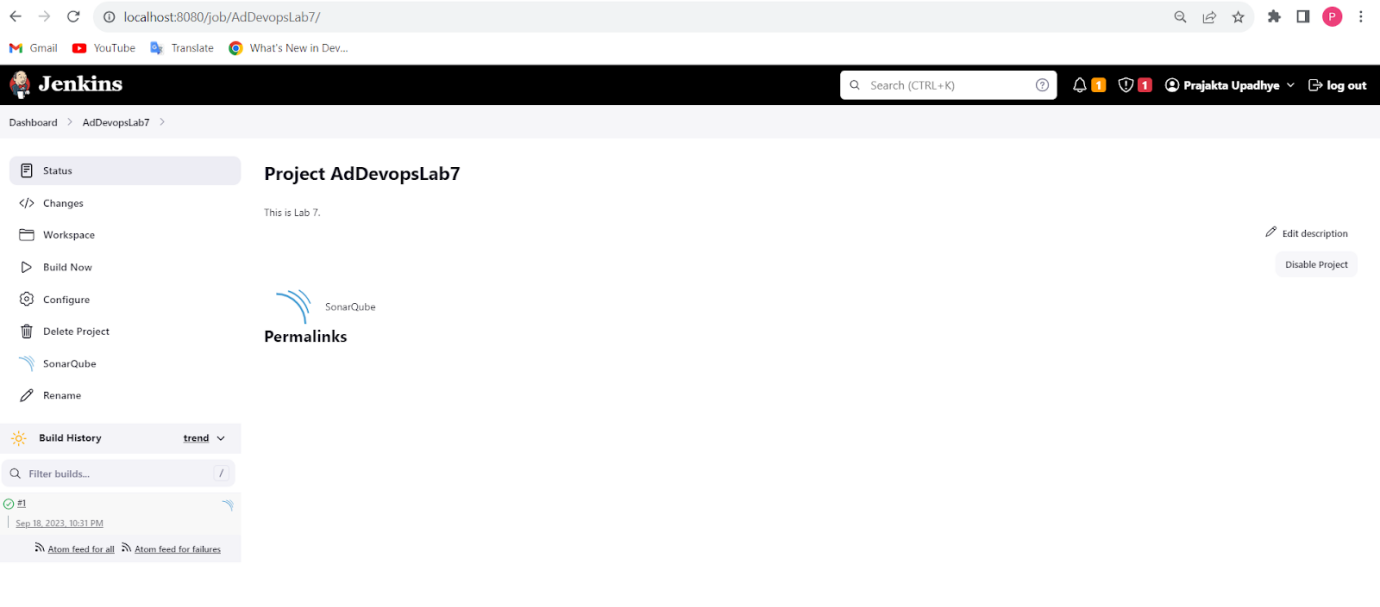 localhost:8080/job/AdDevopsLab7/
P
Gmail YouTube Translate What's New in Dev...
Jenkins Search (CTRL+K) ? 1 1 Prajakta Upadhye log out
Dashboard AdDevopsLab7
Status
Changes
Workspace
Build Now
Configure
Delete Project
SonarQube
Rename
Build History trend
Filter builds... /
#1
Sep 18, 2023, 10:31 PM
Atom feed for all Atom feed for failures
Project AdDevopsLab7
This is Lab 7.
Edit description
Disable Project
SonarQube
Permalinks